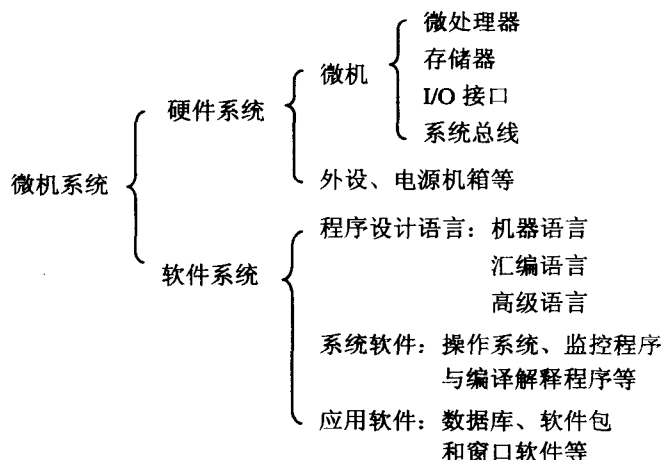 微处理器
存储器
微机
I/O 接口
硬件系统
系统总线
微机系统
外设、电源机箱等
程序设计语言：机器语言
汇编语言
软件系统
高级语言
系统软件：操作系统、监控程序
与编译解释程序等
应用软件：数据库、软件包
和窗口软件等